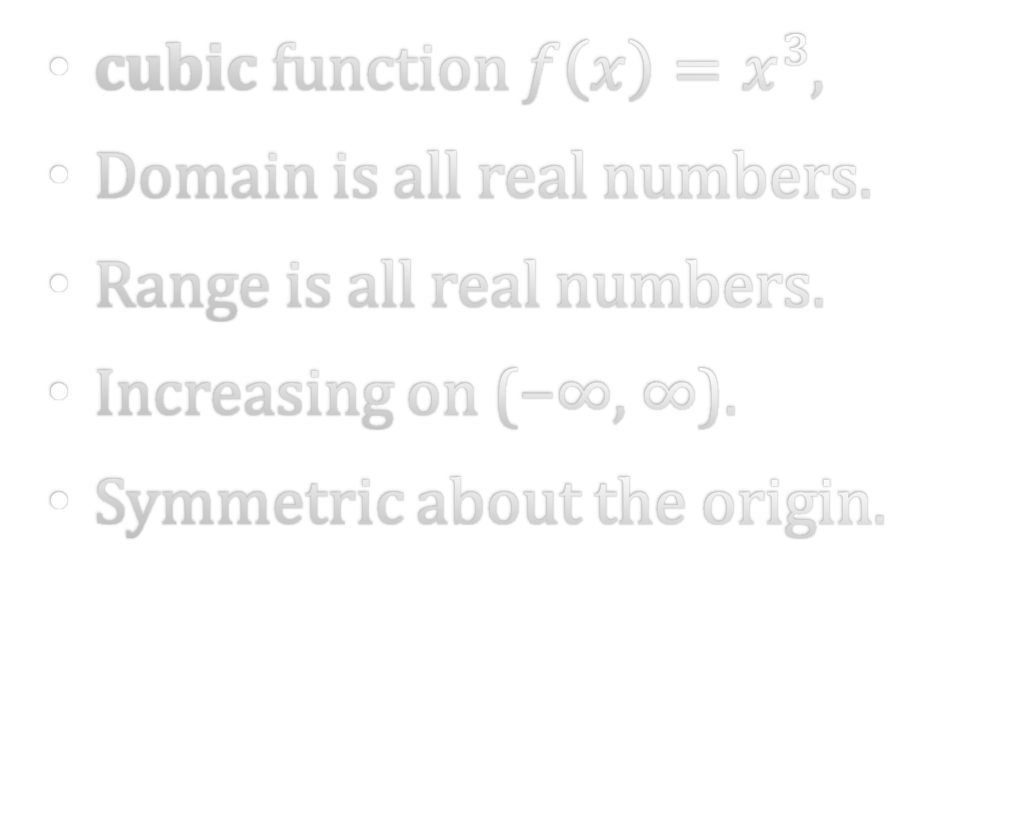 ◦ cubic function f(x) = x³,
◦ Domain is all real numbers.
◦ Range is all real numbers.
◦ Increasing on (−∞, ∞).
◦ Symmetric about the origin.